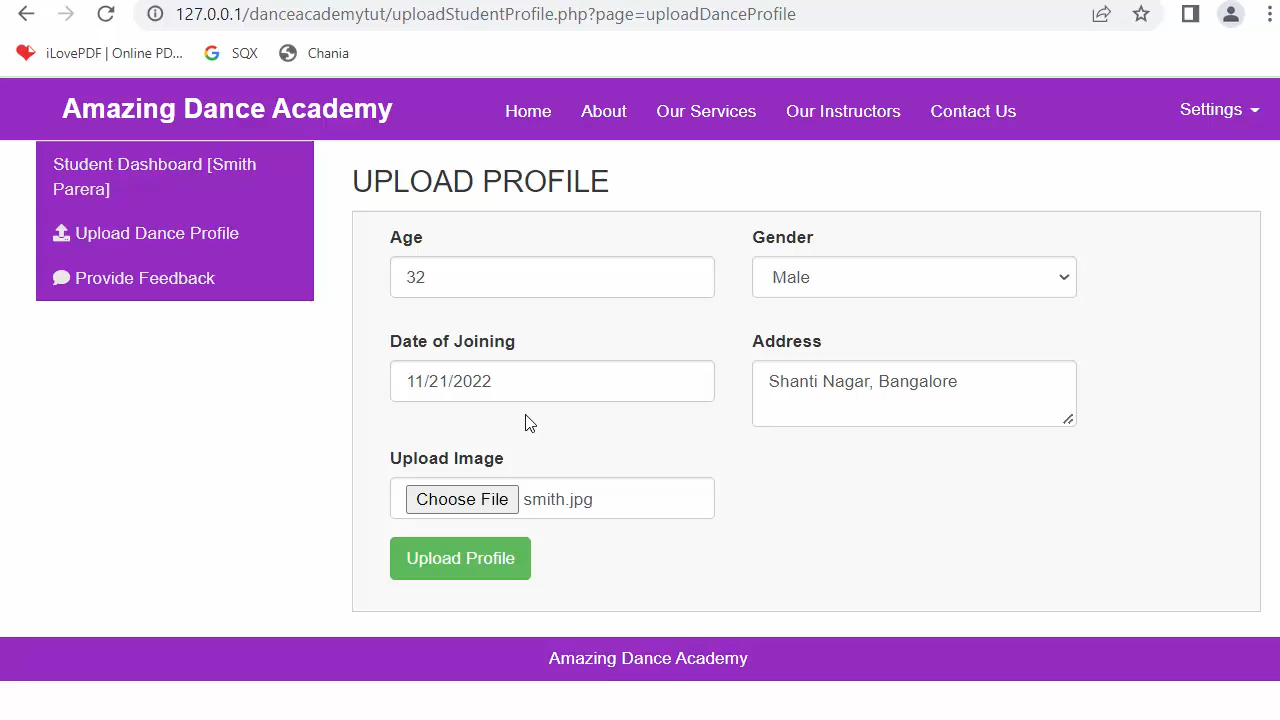 127.0.0.1/danceacademytut/uploadStudentProfile.php?page=uploadDanceProfile
iLovePDF | Online PD... SQX Chania
Amazing Dance Academy Home About Our Services Our Instructors Contact Us Settings
Student Dashboard [Smith
Parera]
Upload Dance Profile
Provide Feedback
UPLOAD PROFILE
Age Gender
32 Male
Date of Joining Address
11/21/2022 Shanti Nagar, Bangalore
Upload Image
Choose File smith.jpg
Upload Profile
Amazing Dance Academy